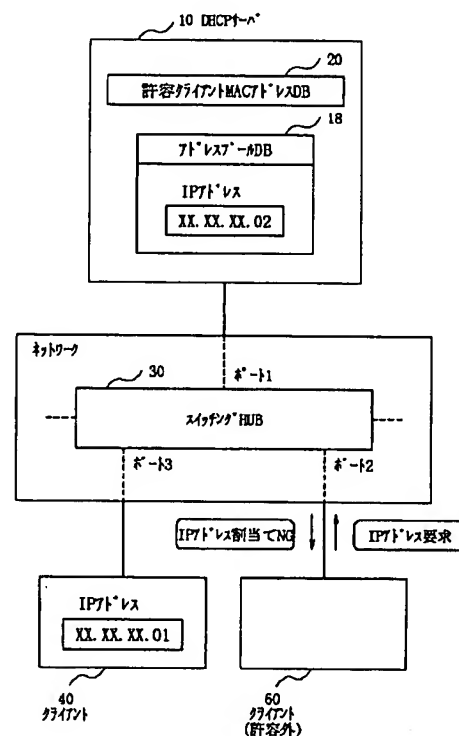 10 DHCPサーバ
20
許容クライアントMACアドレスDB
18
アドレスプールDB
IPアドレス
XX.XX.XX.02
ネットワーク
30
ポート1
スイッチングHUB
ポート3
ポート2
IPアドレス割当てNG
IPアドレス要求
IPアドレス
XX.XX.XX.01
40
クライアント
60
クライアント
(許容外)